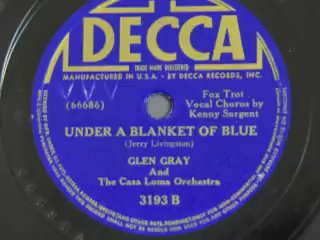 DECCA
TRADE MARK REGISTERED
MANUFACTURED IN U.S.A. • BY DECCA RECORDS, INC.
(66686)
Fox Trot
Vocal Chorus by
Kenny Sargent
UNDER A BLANKET OF BLUE
(Jerry Livingston)
GLEN GRAY
And
The Casa Loma Orchestra
3193 B